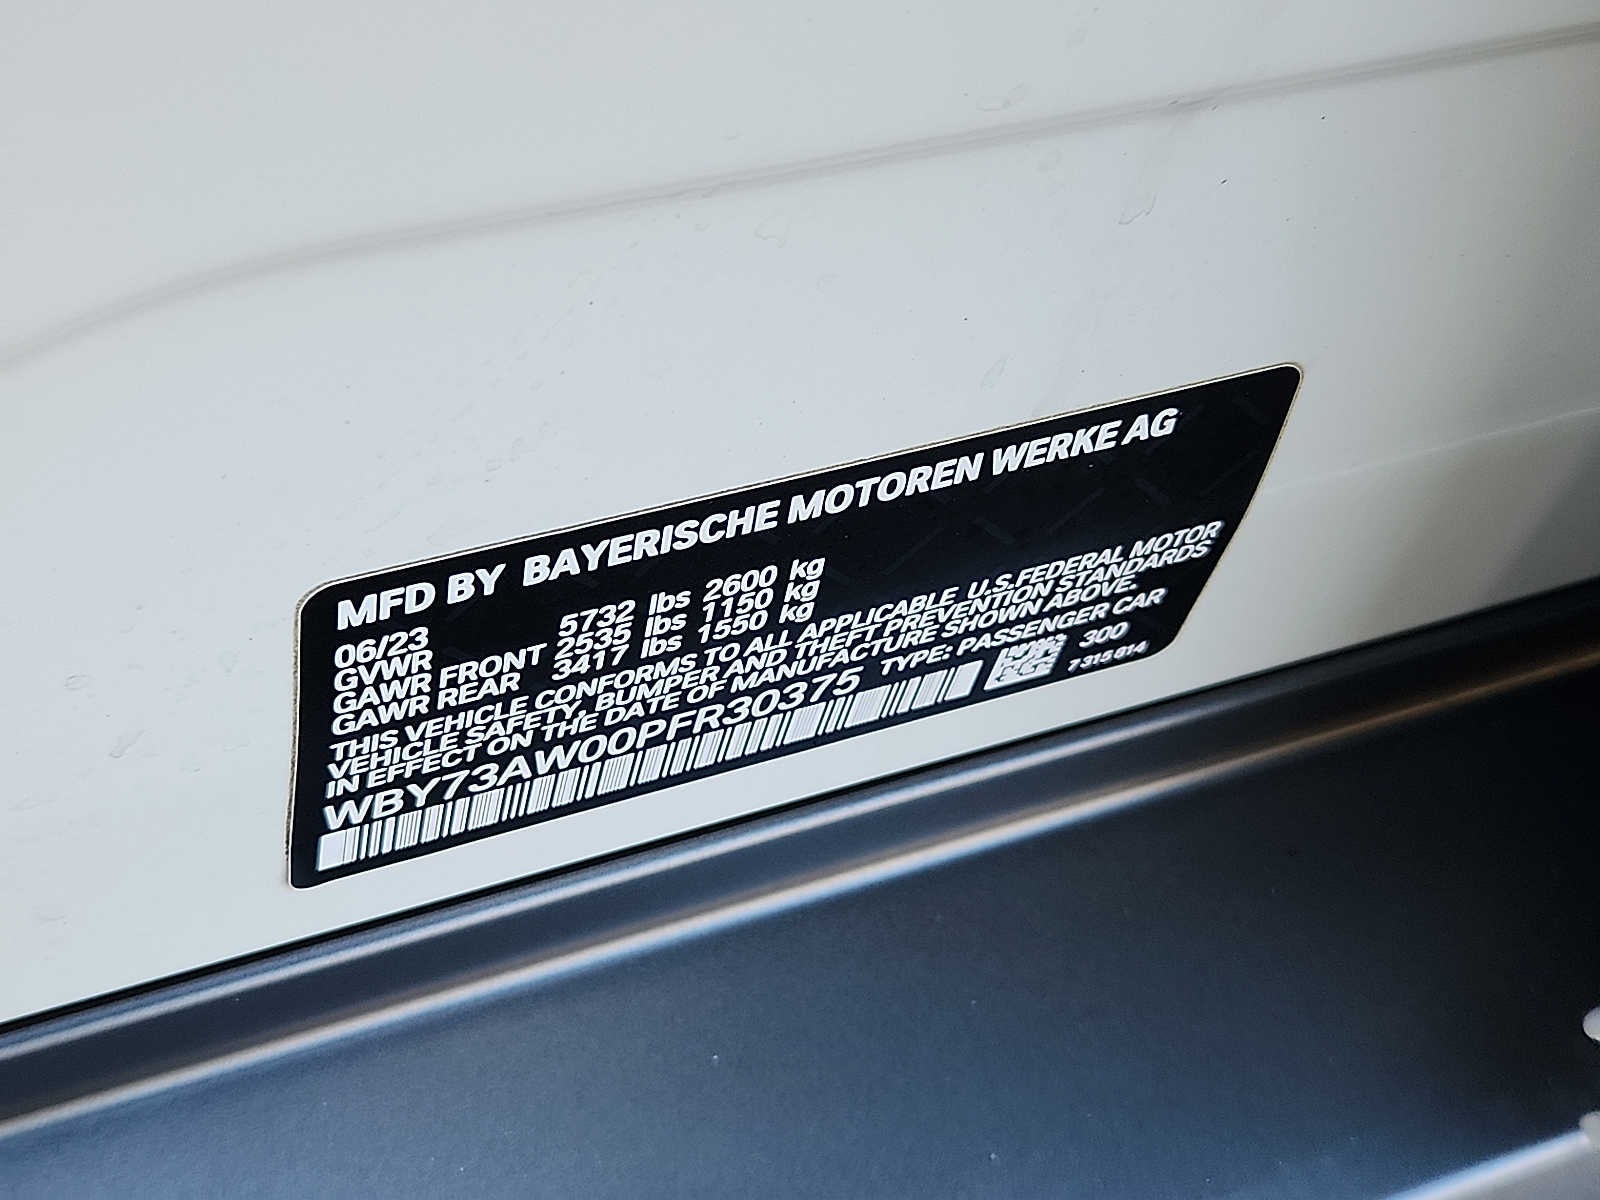 MFD BY BAYERISCHE MOTOREN WERKE AG
06/23
GVWR 5732 lbs 2600 kg
GAWR FRONT 2535 lbs 1150 kg
GAWR REAR 3417 lbs 1550 kg
THIS VEHICLE CONFORMS TO ALL APPLICABLE U.S.FEDERAL MOTOR
VEHICLE SAFETY, BUMPER AND THEFT PREVENTION STANDARDS
IN EFFECT ON THE DATE OF MANUFACTURE SHOWN ABOVE.
WBY73AW00PFR30375 TYPE: PASSENGER CAR
300
7315614